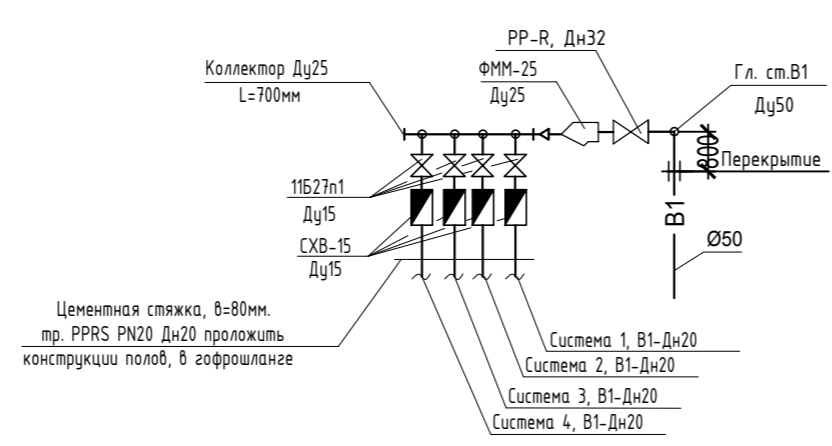 PP-R, Дн32
Коллектор Ду25
L=700мм
ФММ-25
Ду25
Гл. ст.В1
Ду50
800
Перекрытие
11Б27п1
Ду15
В1
СХВ-15
Ду15
Ø50
Цементная стяжка, в=80мм.
тр. PPRS PN20 Дн20 проложить
конструкции полов, в гофрошланге
Система 1, В1-Дн20
Система 2, В1-Дн20
Система 3, В1-Дн20
Система 4, В1-Дн20